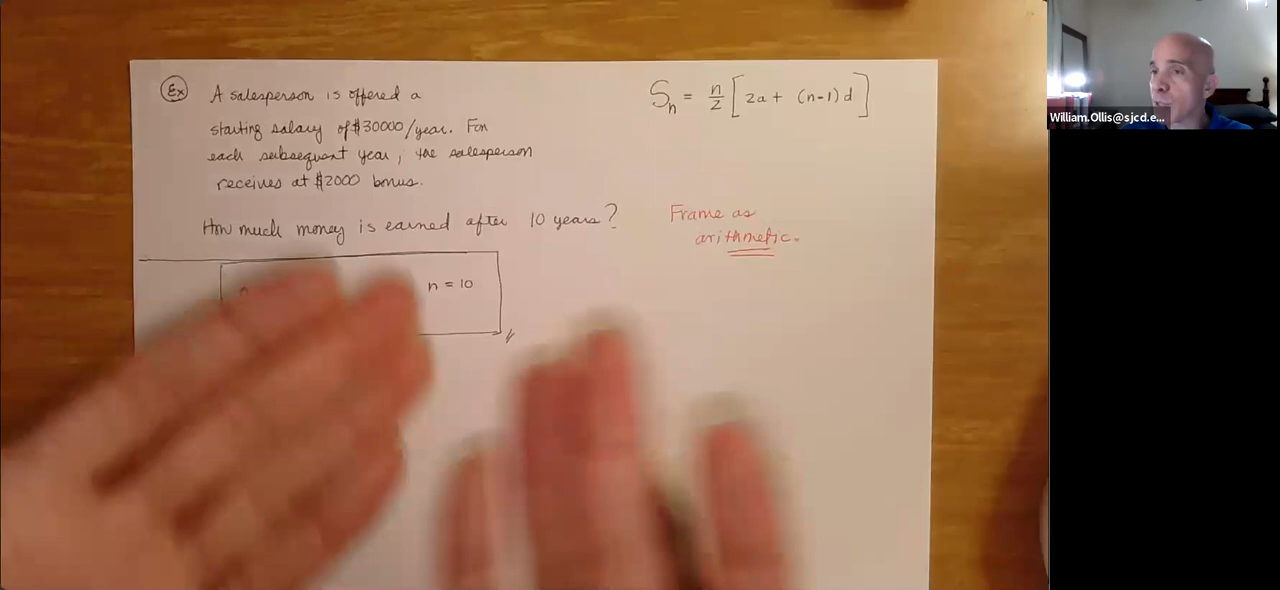 Ex A salesperson is offered a
starting salary of $30000/year. For
each subsequent year, the salesperson
receives at $2000 bonus.
How much money is earned after 10 years?
n = 10
S_n = n/2 [2a + (n-1)d]
Frame as
arithmetic.
William.Ollis@sjcd.e...